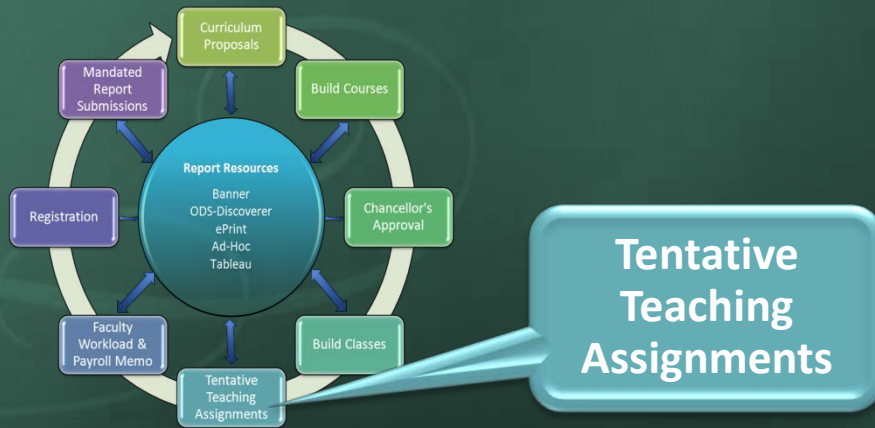 Curriculum
Proposals
Build Courses
Chancellor's
Approval
Build Classes
Tentative
Teaching
Assignments
Faculty
Workload &
Payroll Memo
Registration
Mandated
Report
Submissions
Report Resources
Banner
ODS-Discoverer
ePrint
Ad-Hoc
Tableau
Tentative
Teaching
Assignments